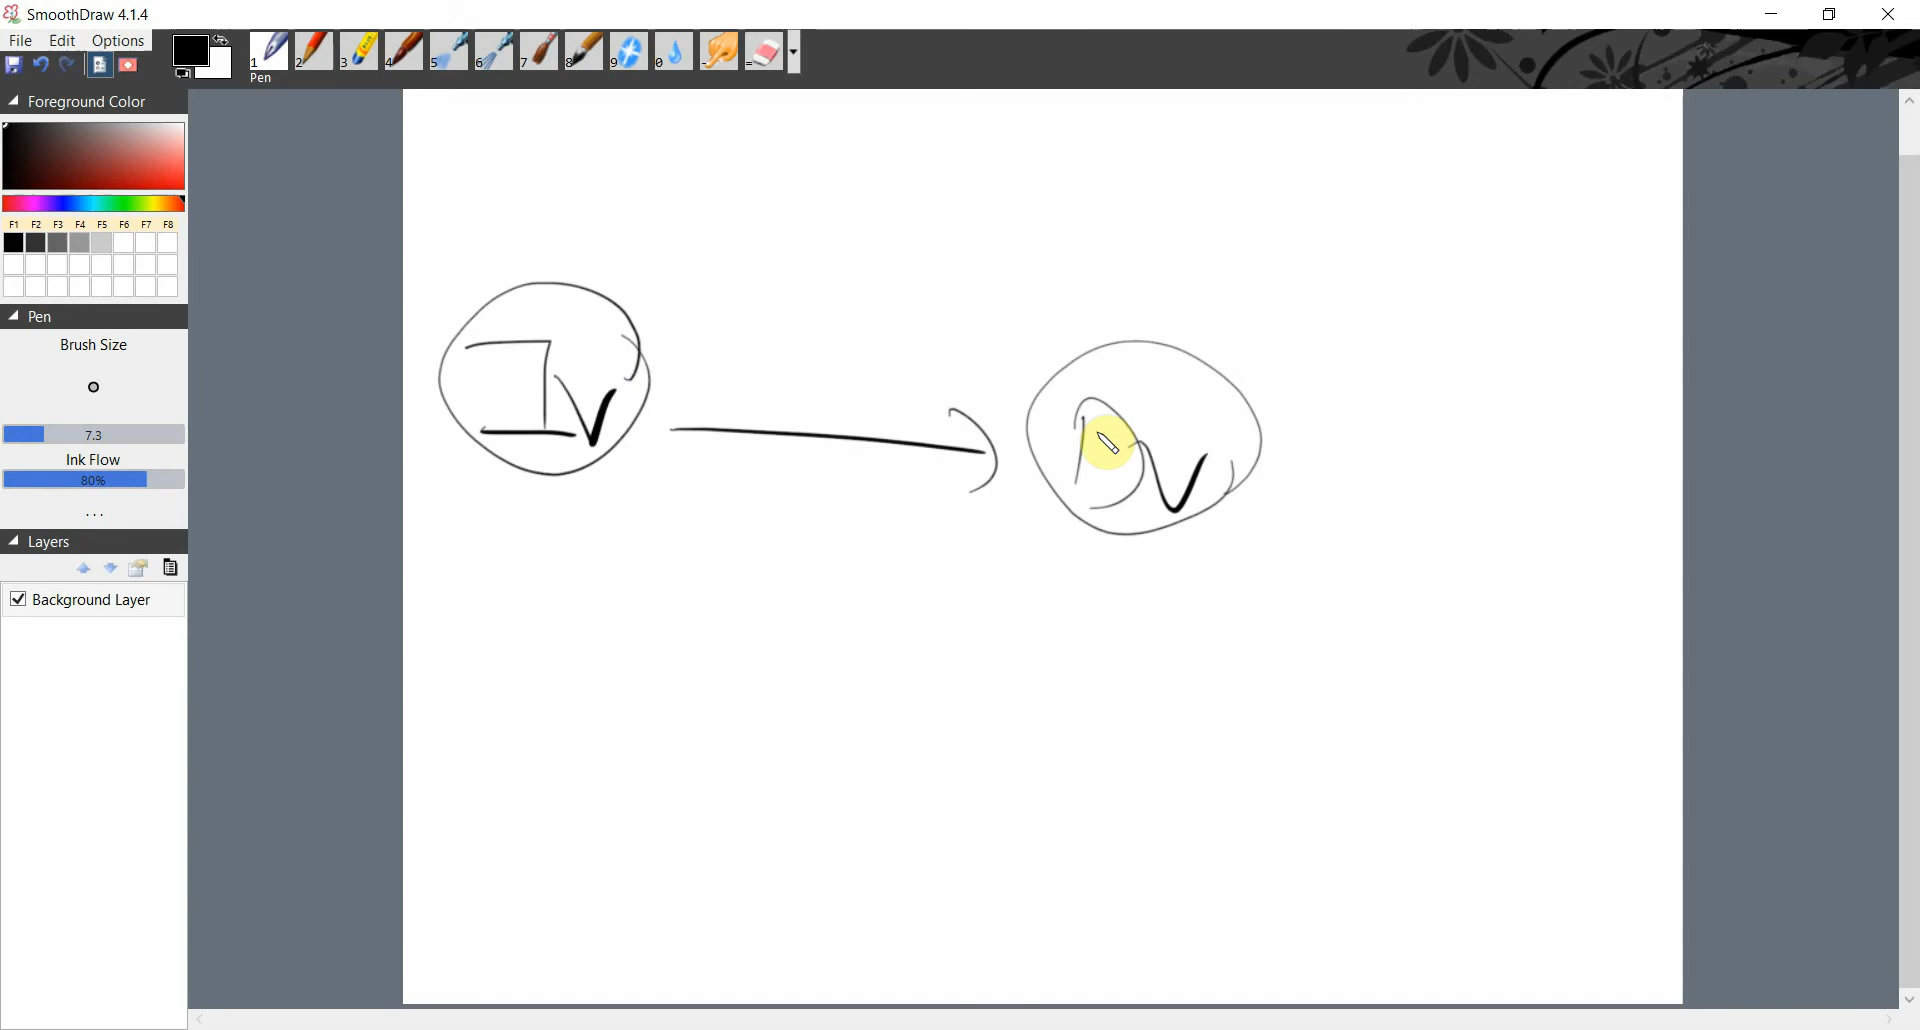 SmoothDraw 4.1.4
File Edit Options
1 2 3 4 5 6 7 8 9 0 - =
Pen
Foreground Color
F1 F2 F3 F4 F5 F6 F7 F8
Pen
Brush Size
7.3
Ink Flow
80%
...
Layers
Background Layer
IV
DV